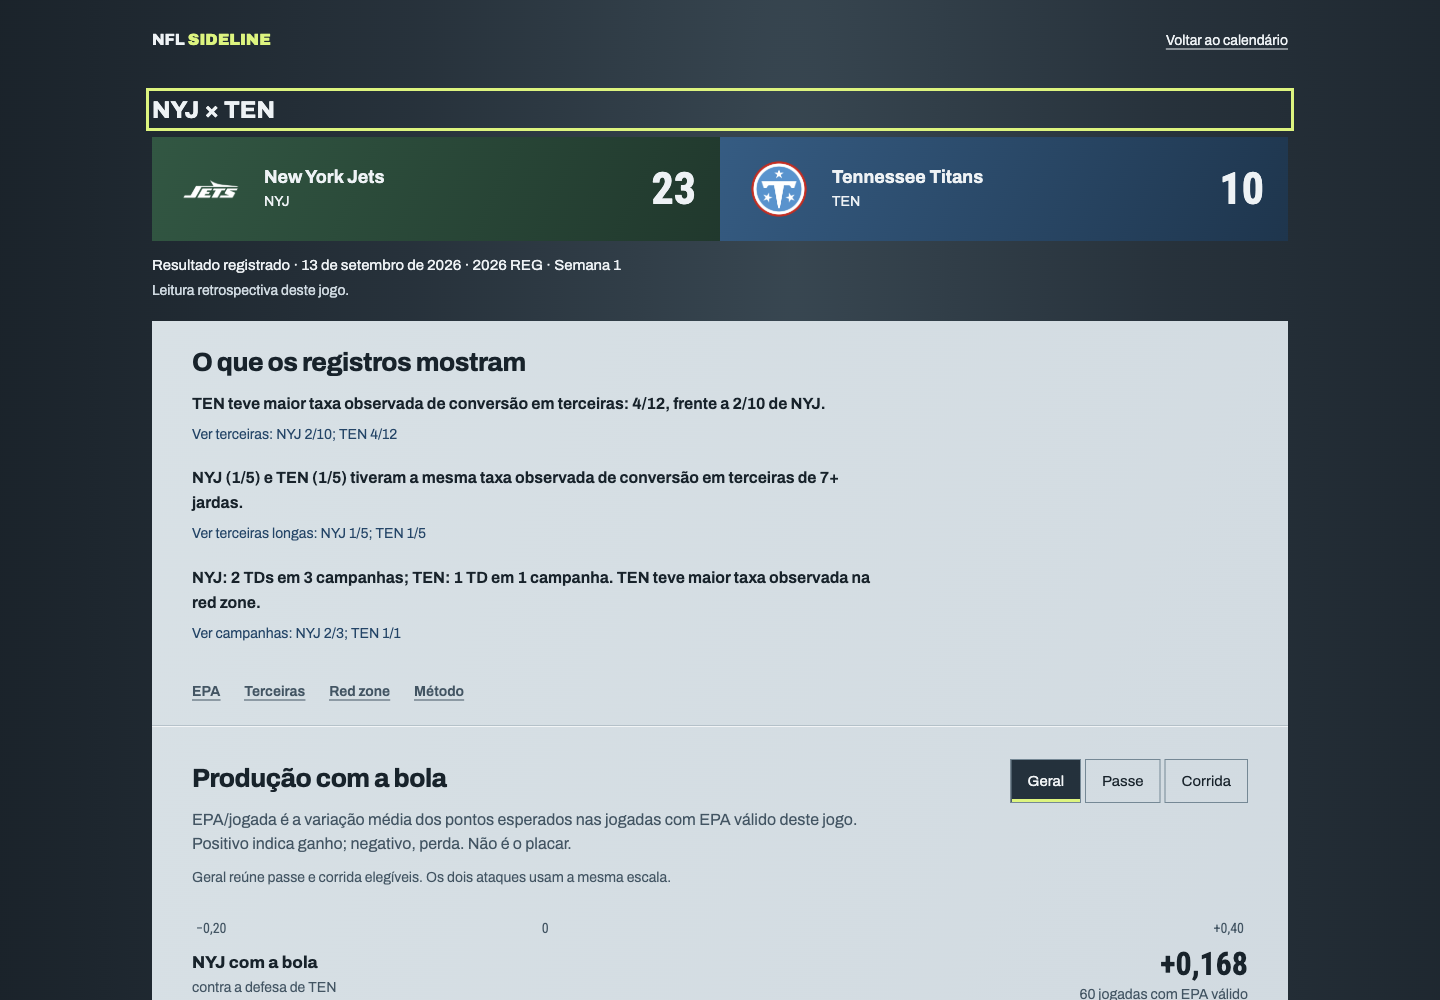 NFL SIDELINE
Voltar ao calendário
NYJ × TEN
JETS
New York Jets
NYJ
23
T
Tennessee Titans
TEN
10
Resultado registrado · 13 de setembro de 2026 · 2026 REG · Semana 1
Leitura retrospectiva deste jogo.
O que os registros mostram
TEN teve maior taxa observada de conversão em terceiras: 4/12, frente a 2/10 de NYJ.
Ver terceiras: NYJ 2/10; TEN 4/12
NYJ (1/5) e TEN (1/5) tiveram a mesma taxa observada de conversão em terceiras de 7+
jardas.
Ver terceiras longas: NYJ 1/5; TEN 1/5
NYJ: 2 TDs em 3 campanhas; TEN: 1 TD em 1 campanha. TEN teve maior taxa observada na
red zone.
Ver campanhas: NYJ 2/3; TEN 1/1
EPA Terceiras Red zone Método
Produção com a bola
Geral Passe Corrida
EPA/jogada é a variação média dos pontos esperados nas jogadas com EPA válido deste jogo.
Positivo indica ganho; negativo, perda. Não é o placar.
Geral reúne passe e corrida elegíveis. Os dois ataques usam a mesma escala.
−0,20 0 +0,40
NYJ com a bola
+0,168
contra a defesa de TEN
60 jogadas com EPA válido